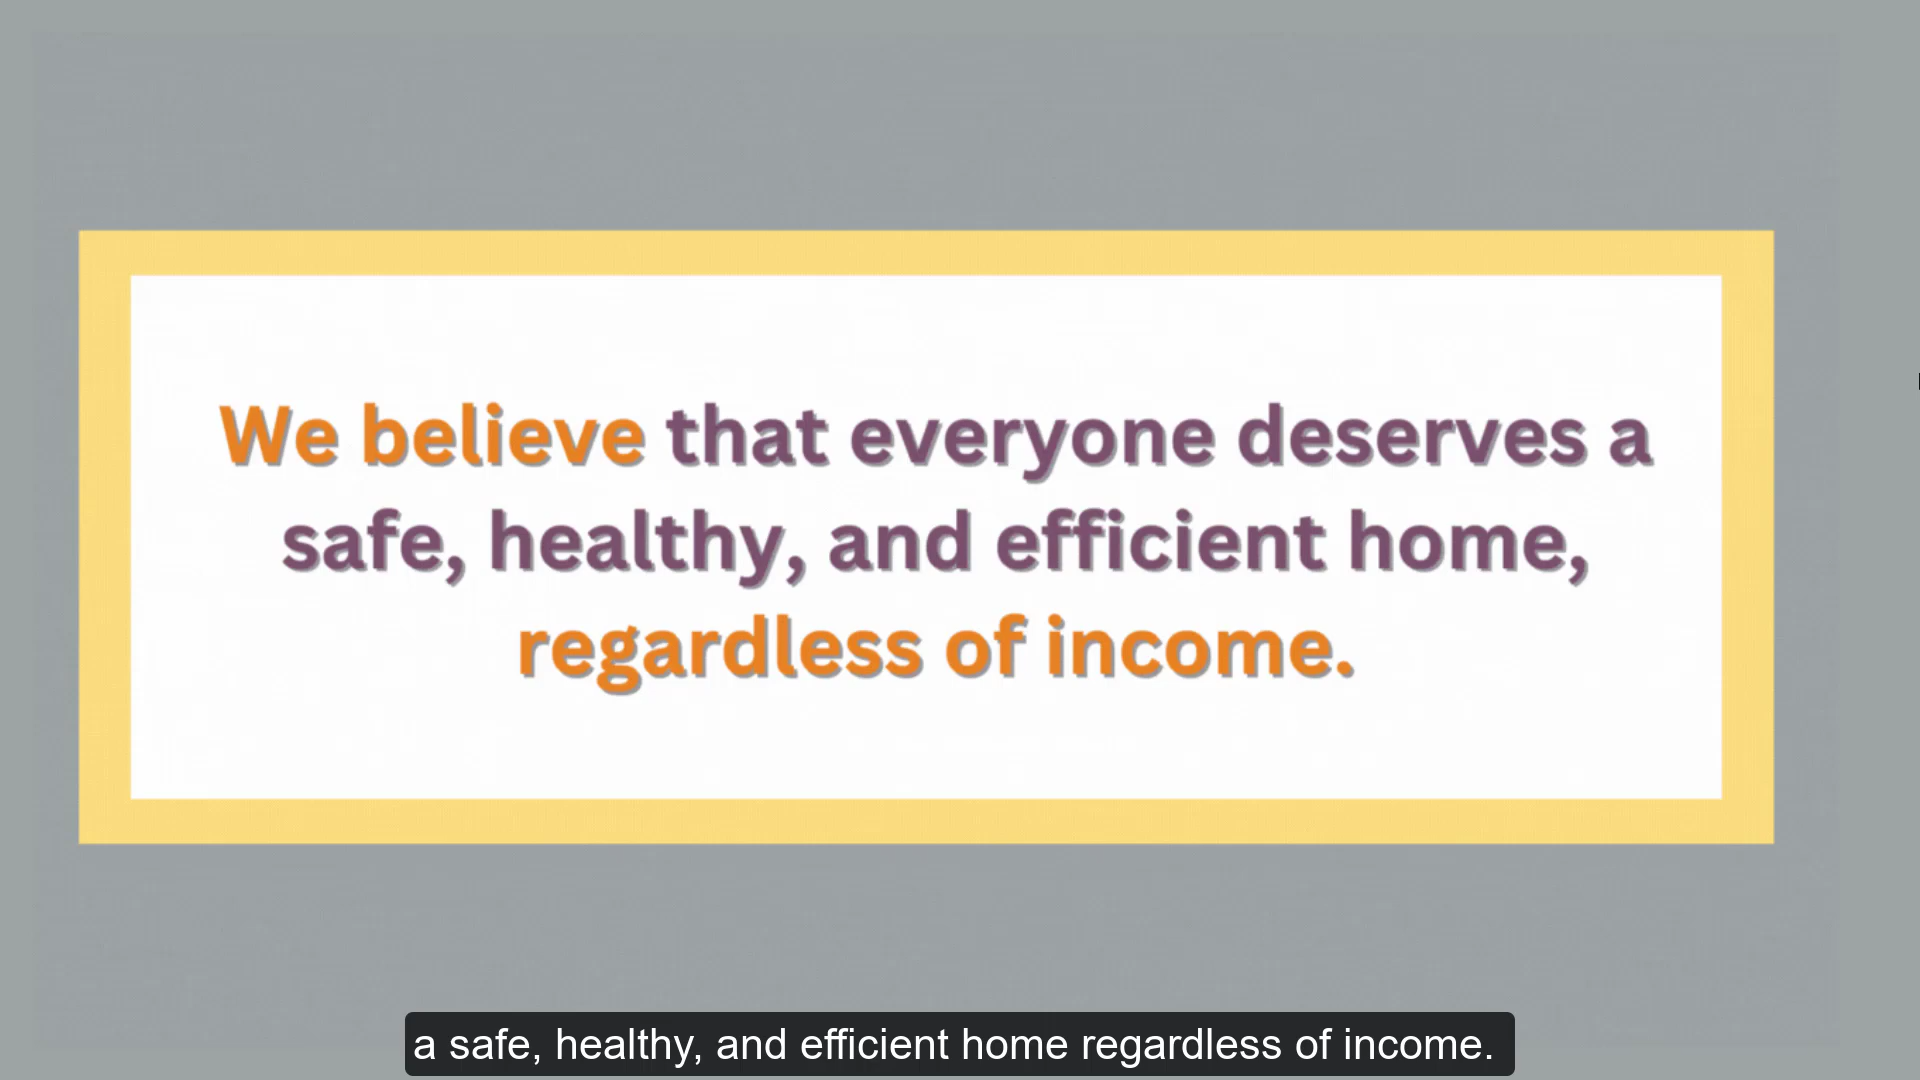 We believe that everyone deserves a
safe, healthy, and efficient home,
regardless of income.
a safe, healthy, and efficient home regardless of income.